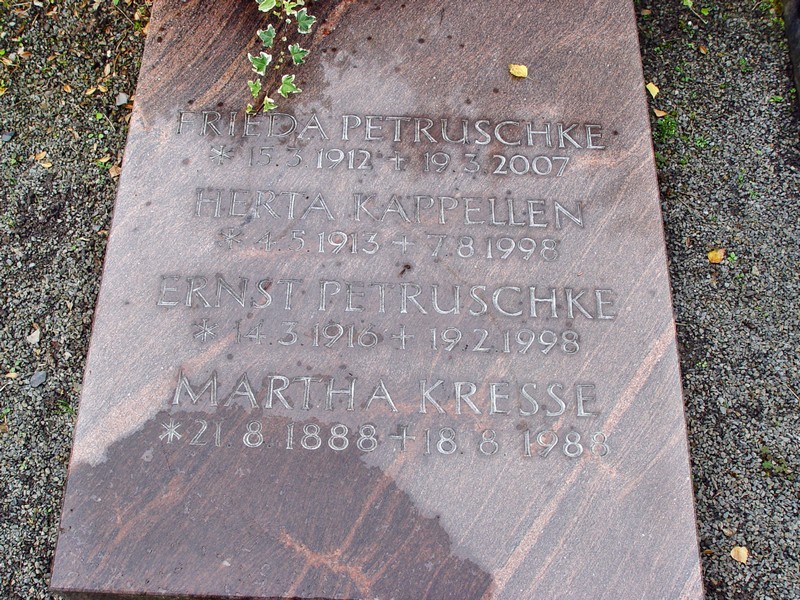 FRIEDA PETRUSCHKE
* 15.3.1912 + 19.3.2007
HERTA KAPPELLEN
* 4.5.1913 + 7.8.1998
ERNST PETRUSCHKE
* 14.3.1916 + 19.2.1998
MARTHA KRESSE
* 21.8.1888 + 18.8.1988